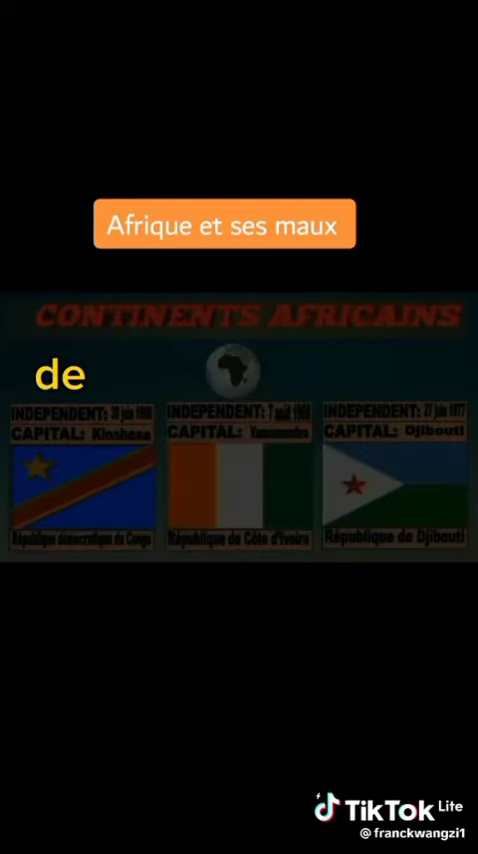 Afrique et ses maux
CONTINENTS AFRICAINS
de
INDEPENDENT: 30 juin 1960
CAPITAL: Kinshasa
République démocratique du Congo
INDEPENDENT: 7 août 1960
CAPITAL: Yamoussoukro
République de Côte d'Ivoire
INDEPENDENT: 27 juin 1977
CAPITAL: Djibouti
République de Djibouti
TikTok Lite
@franckwangzi1